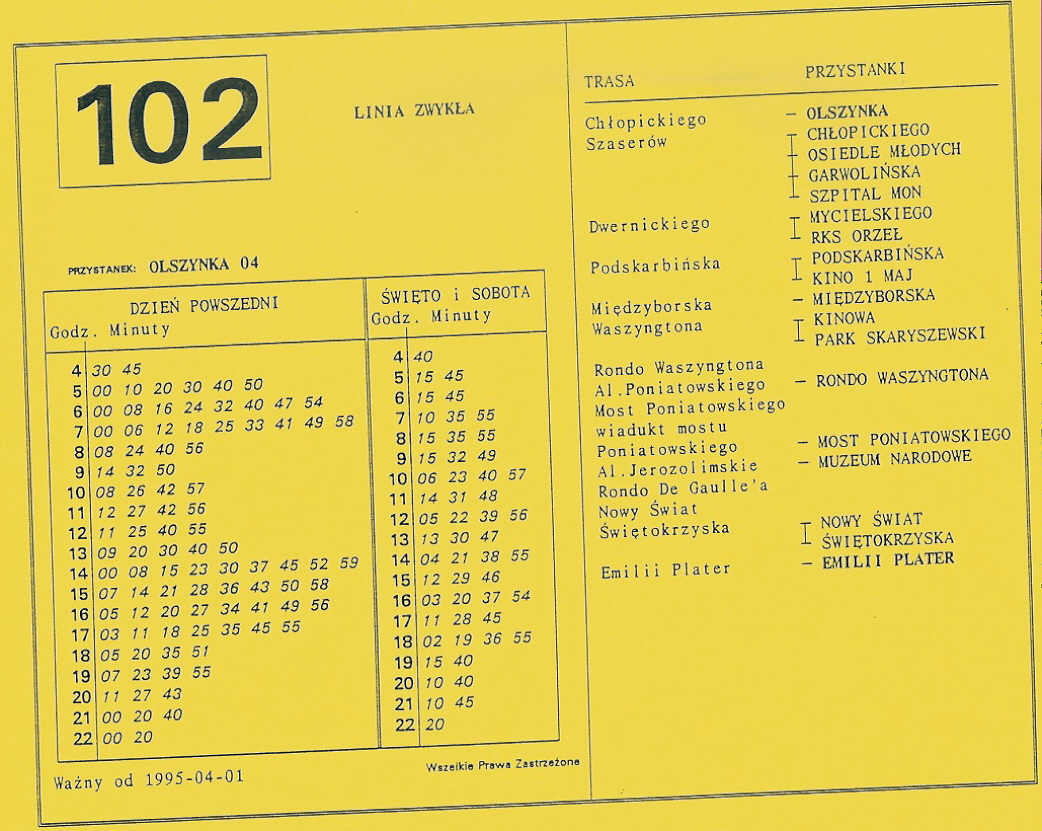 102
LINIA ZWYKŁA
PRZYSTANEK: OLSZYNKA 04
DZIEŃ POWSZEDNI
Godz. Minuty
4 30 45
5 00 10 20 30 40 50
6 00 08 16 24 32 40 47 54
7 00 06 12 18 25 33 41 49 58
8 08 24 40 56
9 14 32 50
10 08 26 42 57
11 12 27 42 56
12 11 25 40 55
13 09 20 30 40 50
14 00 08 15 23 30 37 45 52 59
15 07 14 21 28 36 43 50 58
16 05 12 20 27 34 41 49 56
17 03 11 18 25 35 45 55
18 05 20 35 51
19 07 23 39 55
20 11 27 43
21 00 20 40
22 00 20
ŚWIĘTO i SOBOTA
Godz. Minuty
4 40
5 15 45
6 15 45
7 10 35 55
8 15 35 55
9 15 32 49
10 06 23 40 57
11 14 31 48
12 05 22 39 56
13 13 30 47
14 04 21 38 55
15 12 29 46
16 03 20 37 54
17 11 28 45
18 02 19 36 55
19 15 40
20 10 40
21 10 45
22 20
Ważny od 1995-04-01
Wszelkie Prawa Zastrzeżone
TRASA PRZYSTANKI
Chłopickiego – OLSZYNKA
Szaserów CHŁOPICKIEGO
OSIEDLE MŁODYCH
GARWOLIŃSKA
SZPITAL MON
Dwernickiego MYCIELSKIEGO
RKS ORZEŁ
Podskarbińska PODSKARBIŃSKA
KINO 1 MAJ
Międzyborska – MIĘDZYBORSKA
Waszyngtona KINOWA
PARK SKARYSZEWSKI
Rondo Waszyngtona
Al.Poniatowskiego – RONDO WASZYNGTONA
Most Poniatowskiego
wiadukt mostu
Poniatowskiego – MOST PONIATOWSKIEGO
Al.Jerozolimskie – MUZEUM NARODOWE
Rondo De Gaulle'a
Nowy Świat
Świętokrzyska NOWY ŚWIAT
ŚWIĘTOKRZYSKA
Emilii Plater – EMILII PLATER